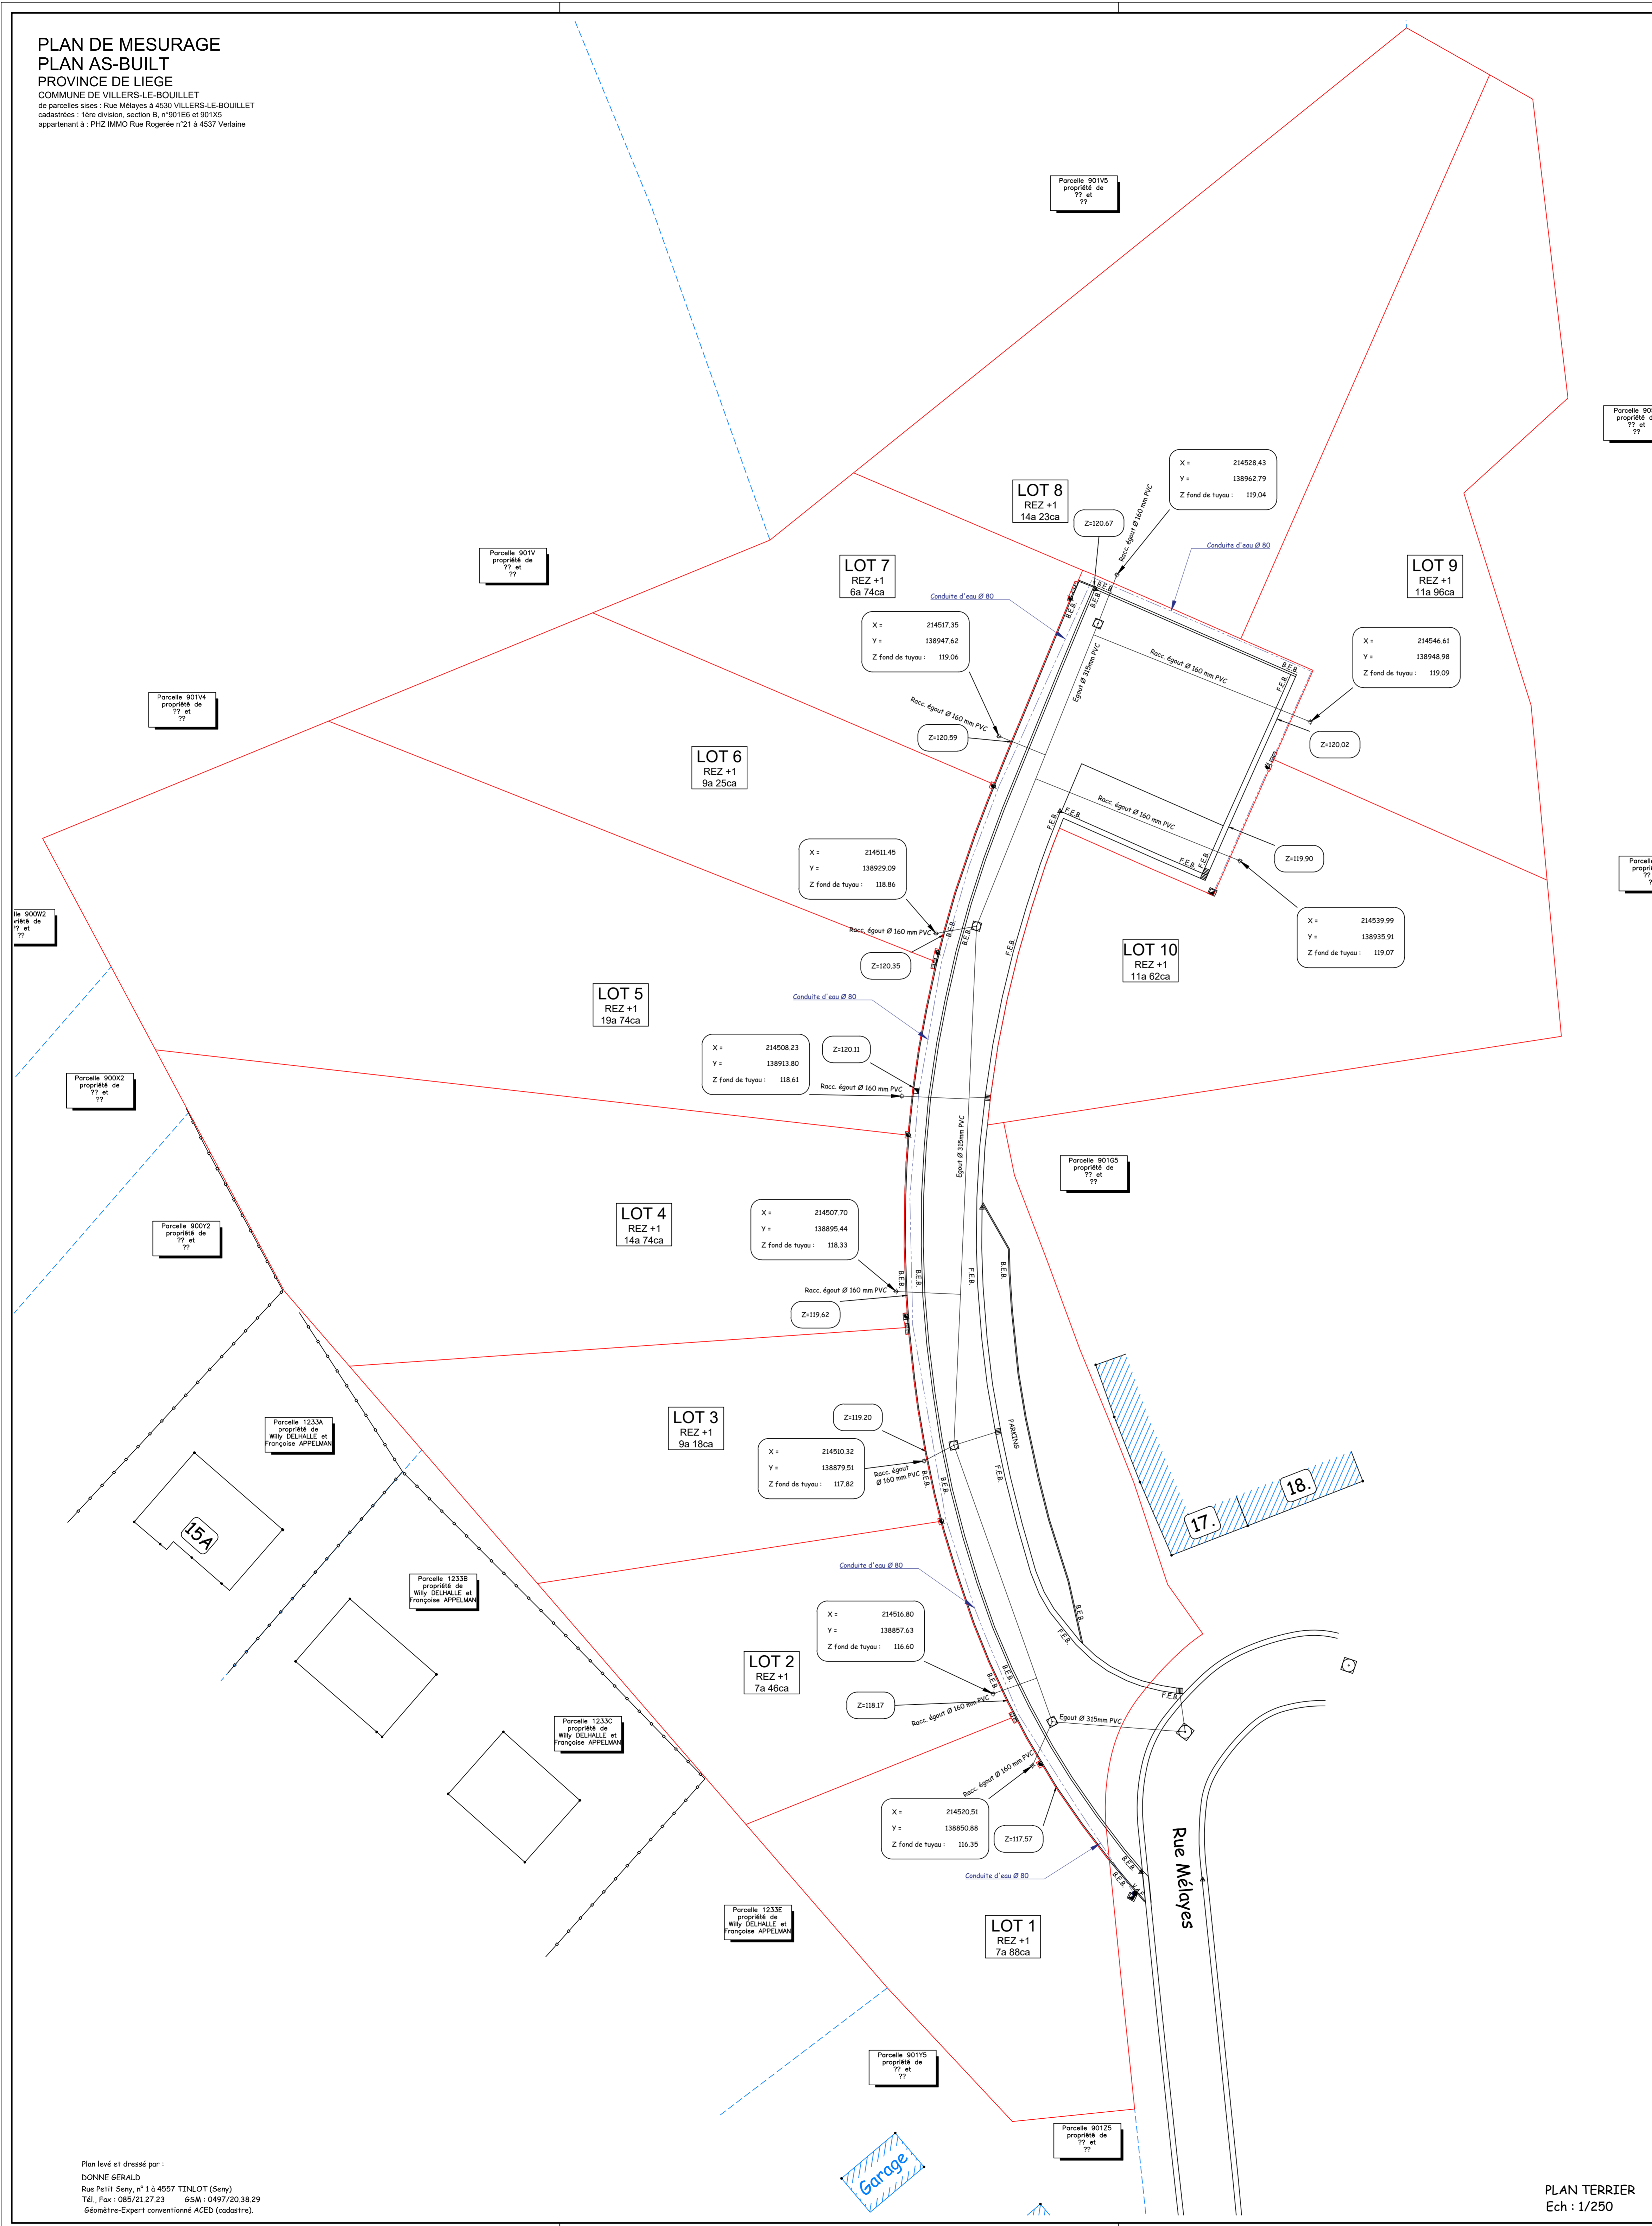 PLAN DE MESURAGE
PLAN AS-BUILT
PROVINCE DE LIEGE
COMMUNE DE VILLERS-LE-BOUILLET
de parcelles sises : Rue Mélayes à 4530 VILLERS-LE-BOUILLET
cadastrées : 1ère division, section B, n°901E6 et 901X5
appartenant à : PHZ IMMO Rue Rogerée n°21 à 4537 Verlaine
Parcelle 901V5
propriété de
?? et
??
Parcelle 90
propriété d
?? et
??
X = 214528.43
Y = 138962.79
Z fond de tuyau : 119.04
LOT 8
REZ +1
14a 23ca
Z=120.67
Racc. égout Ø 160 mm PVC
Conduite d'eau Ø 80
Parcelle 901V
propriété de
?? et
??
LOT 7
REZ +1
6a 74ca
LOT 9
REZ +1
11a 96ca
Conduite d'eau Ø 80
B.E.B.
B.E.B.
B.E.B.
X = 214517.35
Y = 138947.62
Z fond de tuyau : 119.06
X = 214546.61
Y = 138948.98
Z fond de tuyau : 119.09
Racc. égout Ø 160 mm PVC
Egout Ø 315mm PVC
B.E.B.
F.E.B.
Parcelle 901V4
propriété de
?? et
??
Racc. égout Ø 160 mm PVC
Z=120.59
Z=120.02
LOT 6
REZ +1
9a 25ca
Racc. égout Ø 160 mm PVC
F.E.B.
F.E.B.
F.E.B.
F.E.B.
Z=119.90
X = 214511.45
Y = 138929.09
Z fond de tuyau : 118.86
Parcelle
proprié
??
?
lle 900W2
riété de
?? et
??
X = 214539.99
Y = 138935.91
Z fond de tuyau : 119.07
Racc. égout Ø 160 mm PVC
B.E.B.
B.E.B.
F.E.B.
Z=120.35
LOT 10
REZ +1
11a 62ca
LOT 5
REZ +1
19a 74ca
Conduite d'eau Ø 80
X = 214508.23
Y = 138913.80
Z fond de tuyau : 118.61
Z=120.11
Racc. égout Ø 160 mm PVC
Parcelle 900X2
propriété de
?? et
??
Egout Ø 315mm PVC
Parcelle 901G5
propriété de
?? et
??
LOT 4
REZ +1
14a 74ca
X = 214507.70
Y = 138895.44
Z fond de tuyau : 118.33
Parcelle 900Y2
propriété de
?? et
??
B.E.B.
B.E.B.
F.E.B.
B.E.B.
Racc. égout Ø 160 mm PVC
Z=119.62
LOT 3
REZ +1
9a 18ca
Z=119.20
PARKING
Parcelle 1233A
propriété de
Willy DELHALLE et
Françoise APPELMAN
X = 214510.32
Y = 138879.51
Z fond de tuyau : 117.82
Racc. égout
Ø 160 mm PVC
B.E.B.
B.E.B.
F.E.B.
18.
17.
15A
Conduite d'eau Ø 80
Parcelle 1233B
propriété de
Willy DELHALLE et
Françoise APPELMAN
X = 214516.80
Y = 138857.63
Z fond de tuyau : 116.60
B.E.B.
F.E.B.
LOT 2
REZ +1
7a 46ca
B.E.B.
B.E.B.
F.E.B.
Z=118.17
Racc. égout Ø 160 mm PVC
Egout Ø 315mm PVC
Parcelle 1233C
propriété de
Willy DELHALLE et
Françoise APPELMAN
Racc. égout Ø 160 mm PVC
X = 214520.51
Y = 138850.88
Z fond de tuyau : 116.35
Z=117.57
Conduite d'eau Ø 80
B.E.B.
B.E.B.
Rue Mélayes
Parcelle 1233E
propriété de
Willy DELHALLE et
Françoise APPELMAN
LOT 1
REZ +1
7a 88ca
Parcelle 901Y5
propriété de
?? et
??
Parcelle 901Z5
propriété de
?? et
??
Garage
Plan levé et dressé par :
DONNE GERALD
Rue Petit Seny, n° 1 à 4557 TINLOT (Seny)
Tél., Fax : 085/21.27.23 GSM : 0497/20.38.29
Géomètre-Expert conventionné ACED (cadastre).
PLAN TERRIER
Ech : 1/250